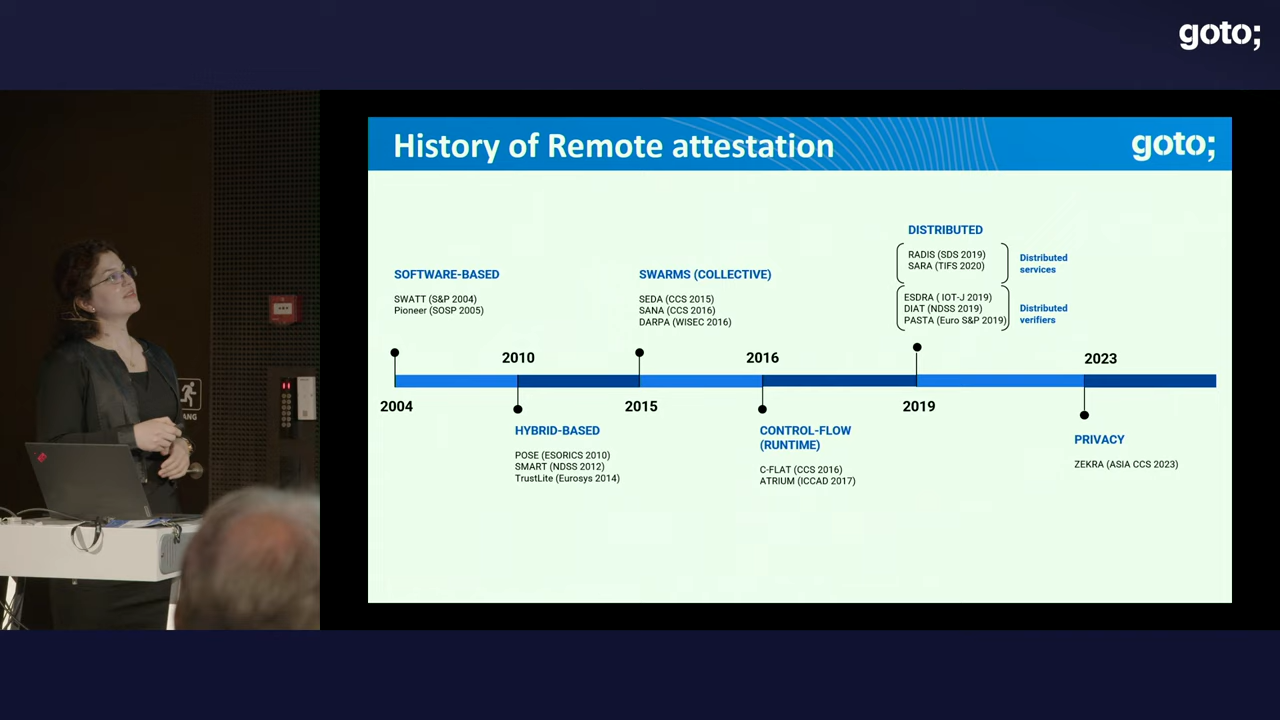 goto;
History of Remote attestation
goto;
DISTRIBUTED
RADIS (SDS 2019)
SARA (TIFS 2020)
Distributed
services
ESDRA ( IOT-J 2019)
DIAT (NDSS 2019)
PASTA (Euro S&P 2019)
Distributed
verifiers
SOFTWARE-BASED
SWATT (S&P 2004)
Pioneer (SOSP 2005)
SWARMS (COLLECTIVE)
SEDA (CCS 2015)
SANA (CCS 2016)
DARPA (WISEC 2016)
2010
2016
2023
2004
2015
2019
HYBRID-BASED
POSE (ESORICS 2010)
SMART (NDSS 2012)
TrustLite (Eurosys 2014)
CONTROL-FLOW
(RUNTIME)
C-FLAT (CCS 2016)
ATRIUM (ICCAD 2017)
PRIVACY
ZEKRA (ASIA CCS 2023)
ANG